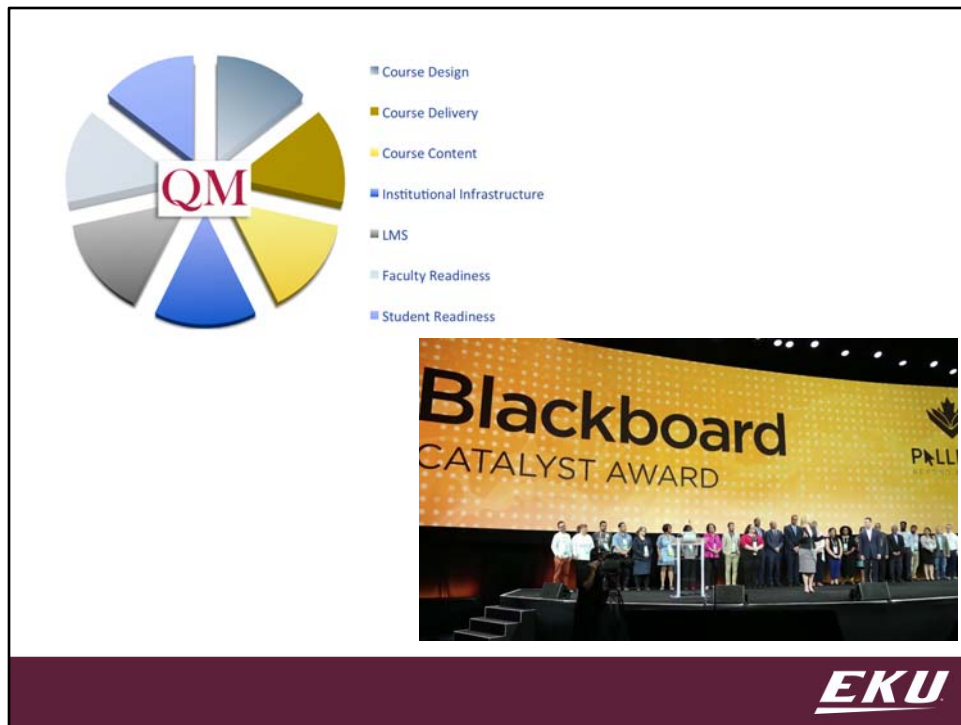 QM
Course Design
Course Delivery
Course Content
Institutional Infrastructure
LMS
Faculty Readiness
Student Readiness
Blackboard
CATALYST AWARD
EKU